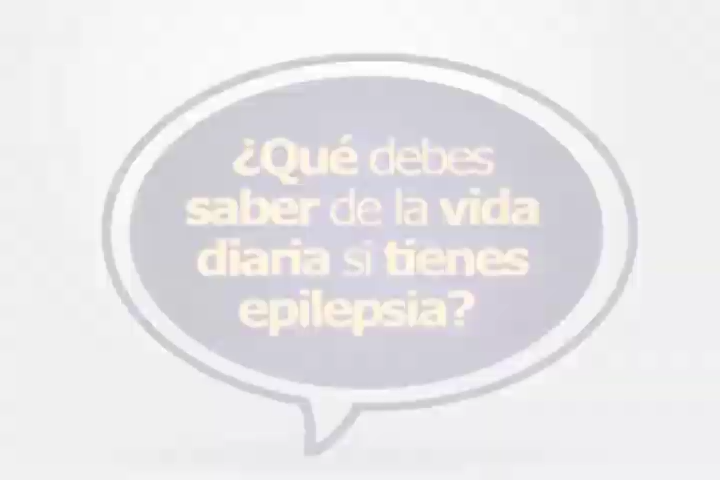 ¿Qué debes
saber de la vida
diaria si tienes
epilepsia?